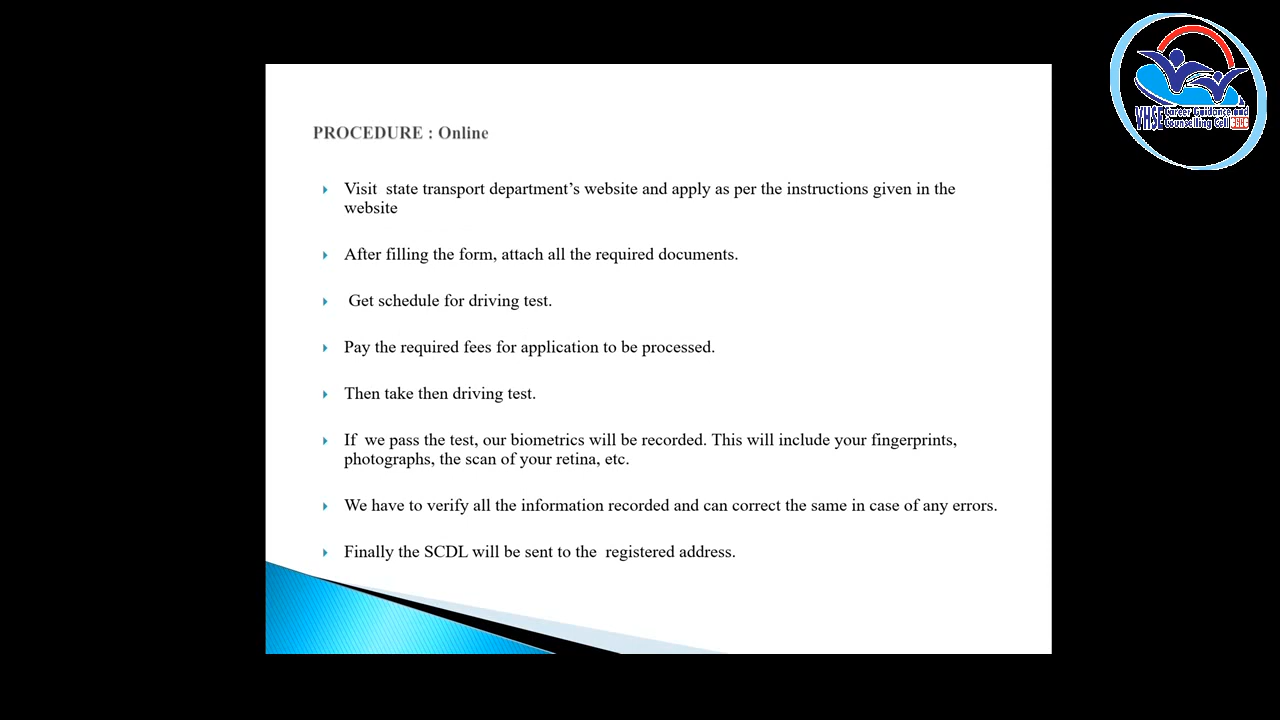 PROCEDURE : Online
Visit state transport department’s website and apply as per the instructions given in the
website
After filling the form, attach all the required documents.
Get schedule for driving test.
Pay the required fees for application to be processed.
Then take then driving test.
If we pass the test, our biometrics will be recorded. This will include your fingerprints,
photographs, the scan of your retina, etc.
We have to verify all the information recorded and can correct the same in case of any errors.
Finally the SCDL will be sent to the registered address.
VHSE Career Guidance and
Counselling Cell